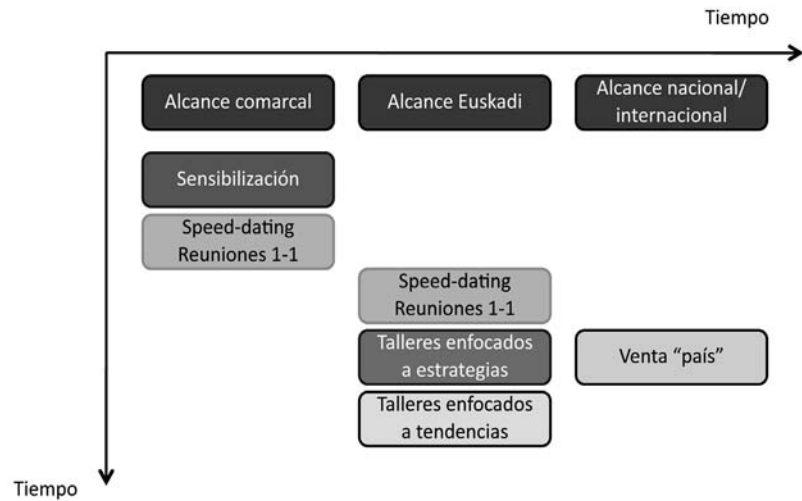 Tiempo
Alcance comarcal
Alcance Euskadi
Alcance nacional/
internacional
Sensibilización
Speed-dating
Reuniones 1-1
Speed-dating
Reuniones 1-1
Talleres enfocados
a estrategias
Venta “país”
Talleres enfocados
a tendencias
Tiempo